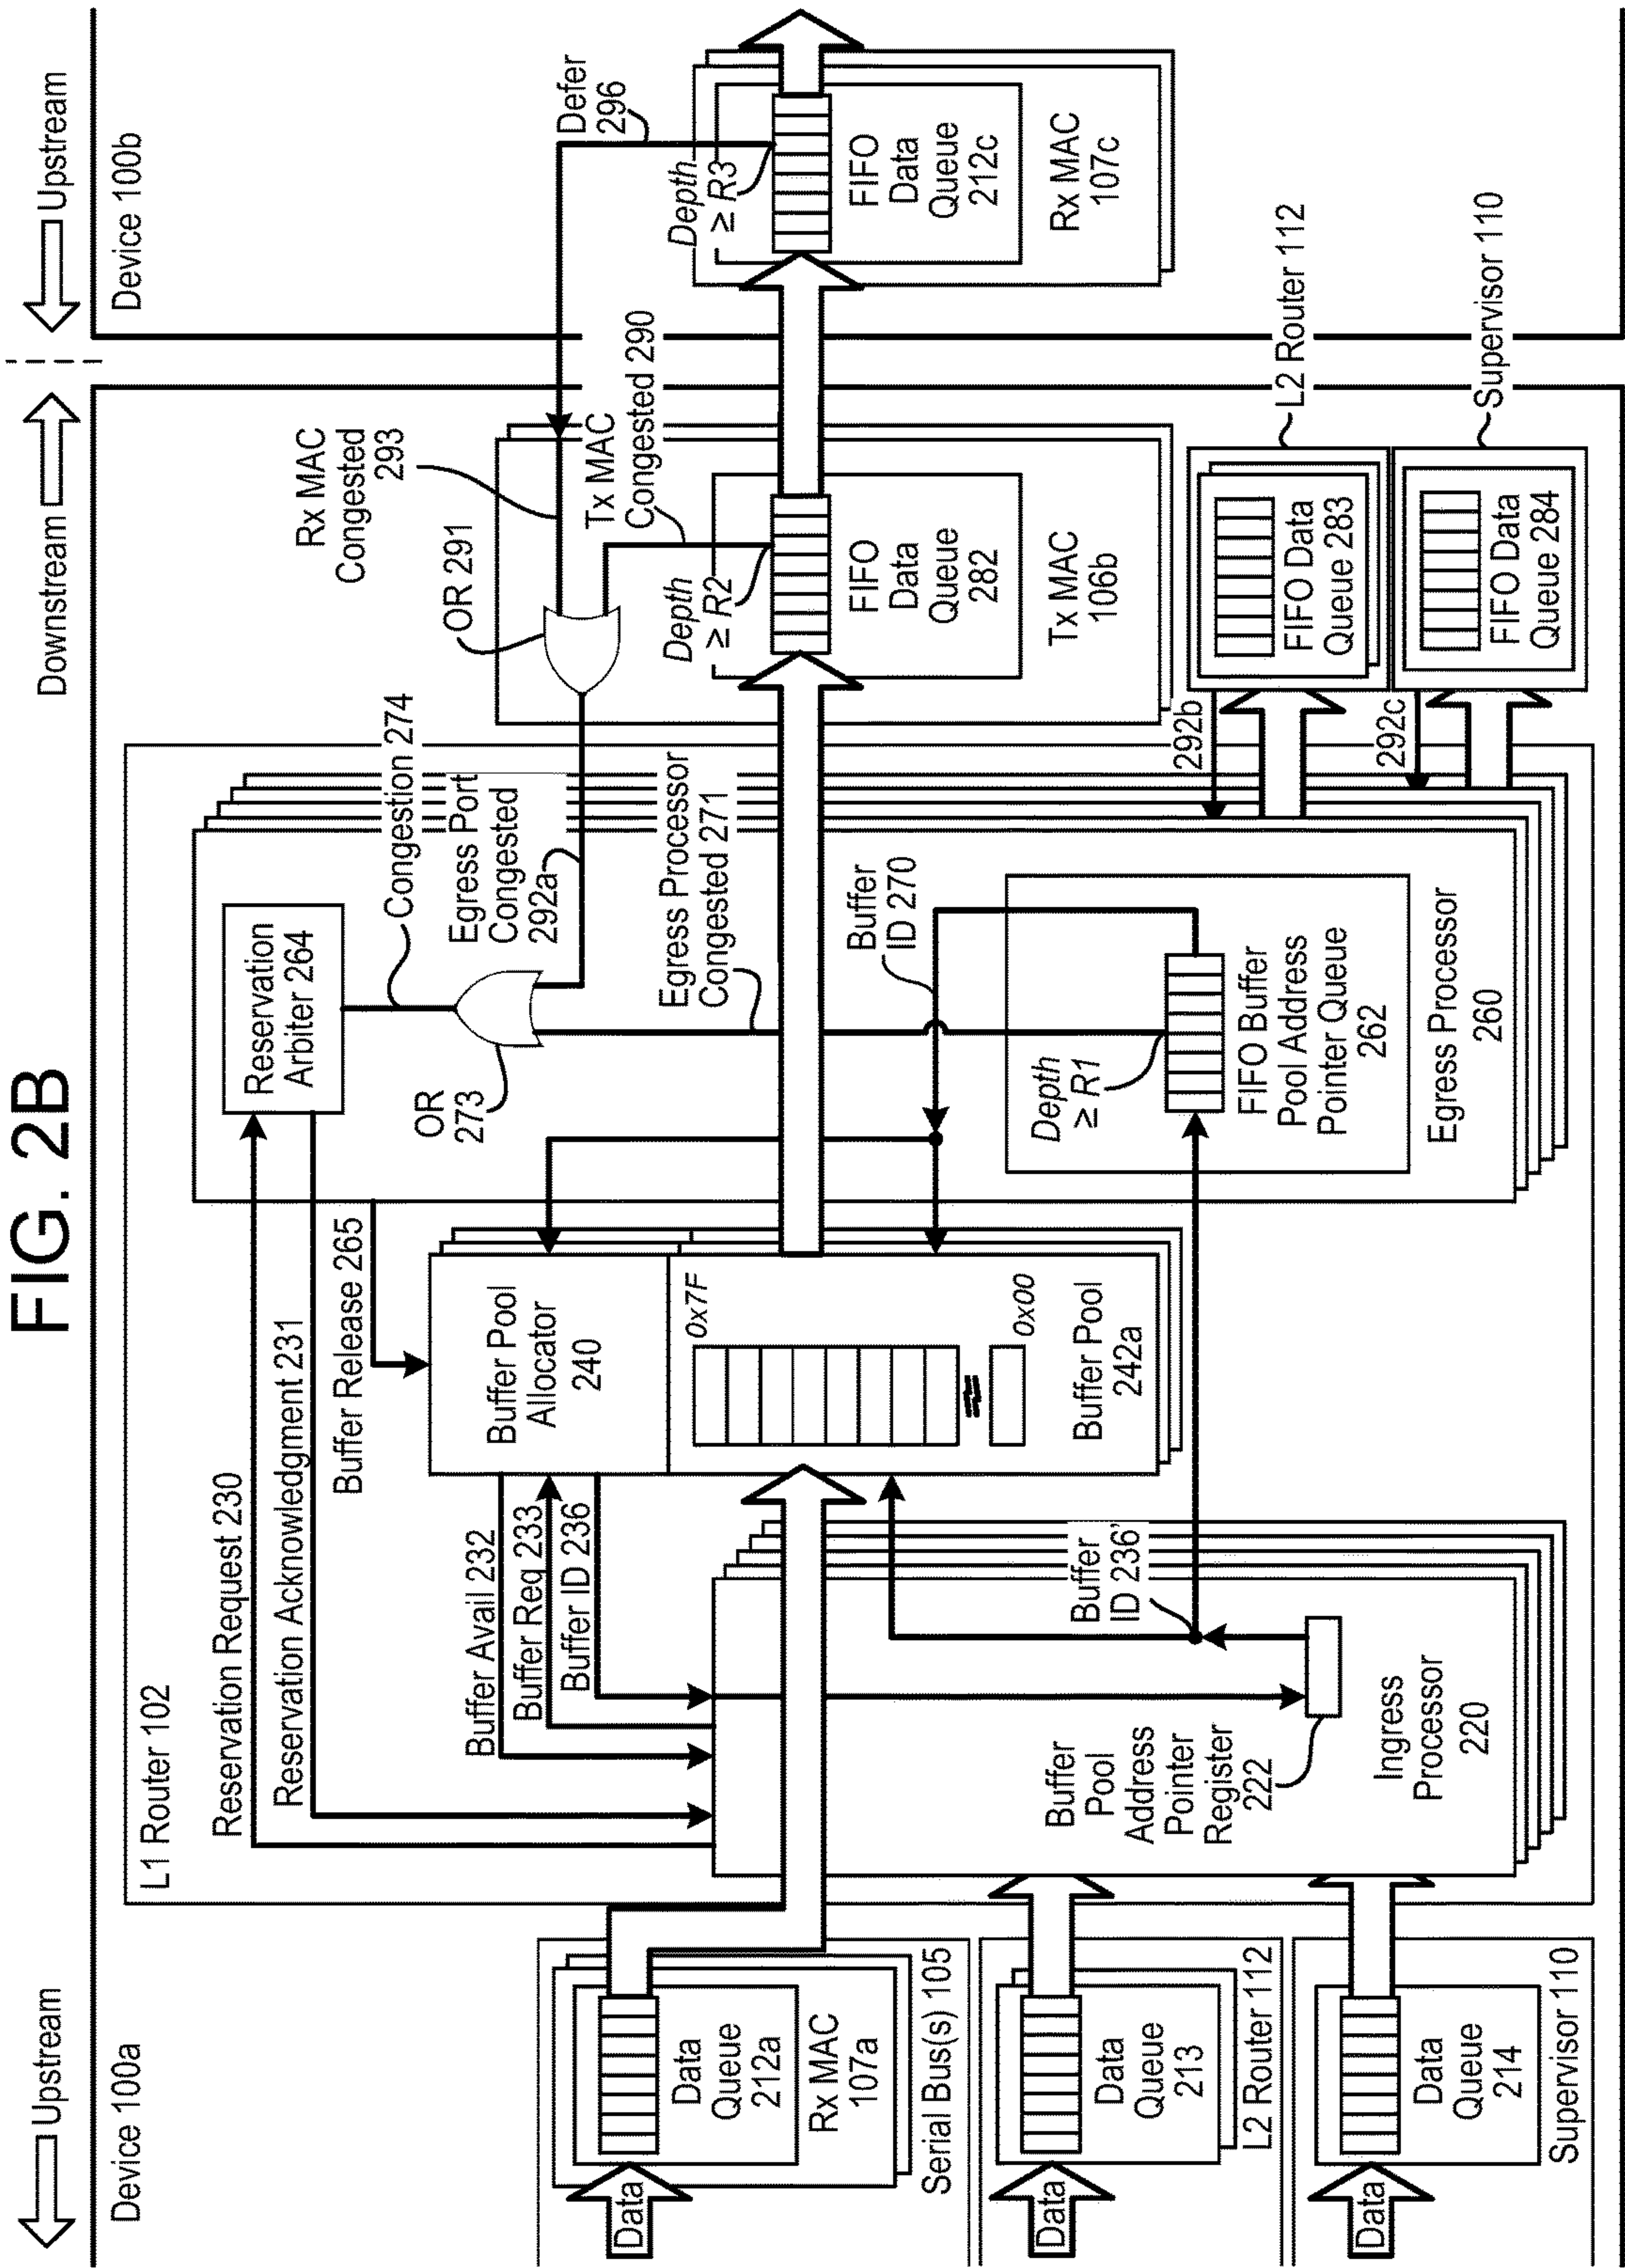 FIG. 2B
Upstream
Downstream
Upstream
Device 100a
Device 100b
L1 Router 102
Reservation Request 230
Reservation Acknowledgment 231
Buffer Release 265
Buffer Avail 232
Buffer Req 233
Buffer ID 236
Data
Data
Queue
212a
Rx MAC
107a
Serial Bus(s) 105
Data
Data
Queue
213
L2 Router 112
Data
Data
Queue
214
Supervisor 110
Buffer
Pool
Address
Pointer
Register
222
Buffer
ID 236'
Ingress
Processor
220
Buffer Pool
Allocator
240
0x7F
0x00
Buffer Pool
242a
Reservation
Arbiter 264
OR
273
Congestion 274
Egress Port
Congested
292a
Egress Processor
Congested 271
Buffer
ID 270
Depth
≥ R1
FIFO Buffer
Pool Address
Pointer Queue
262
Egress Processor
260
Rx MAC
Congested
293
OR 291
Tx MAC
Congested 290
Depth
≥ R2
FIFO
Data
Queue
282
Tx MAC
106b
292b
FIFO Data
Queue 283
L2 Router 112
292c
FIFO Data
Queue 284
Supervisor 110
Defer
296
Depth
≥ R3
FIFO
Data
Queue
212c
Rx MAC
107c